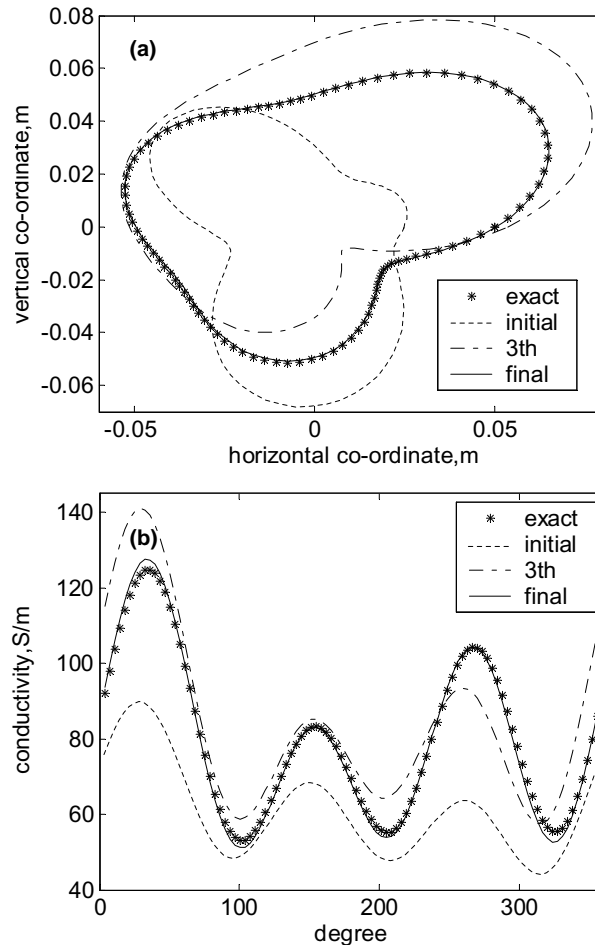 (a)
0.08
0.06
0.04
0.02
0
-0.02
-0.04
-0.06
vertical co-ordinate,m
exact
initial
3th
final
-0.05
0
0.05
horizontal co-ordinate,m
(b)
140
120
100
80
60
40
conductivity,S/m
exact
initial
3th
final
0
100
200
300
degree